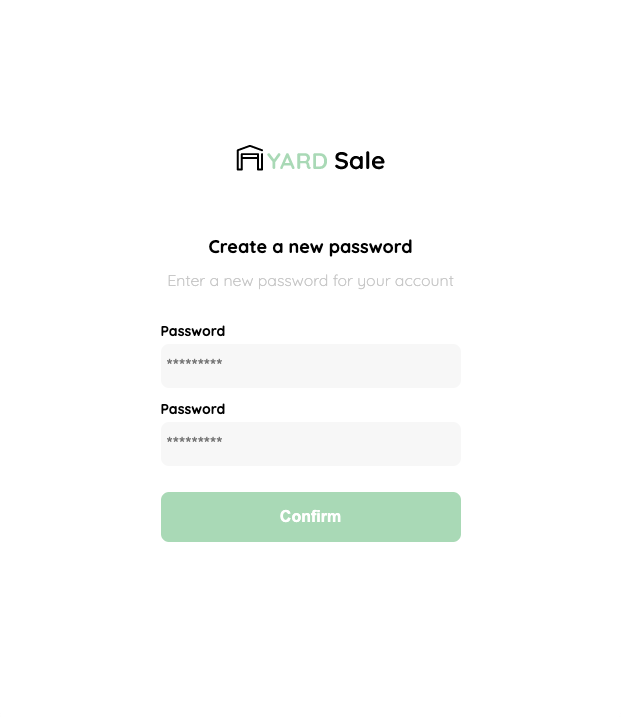 YARD Sale
Create a new password
Enter a new password for your account
Password
*********
Password
*********
Confirm